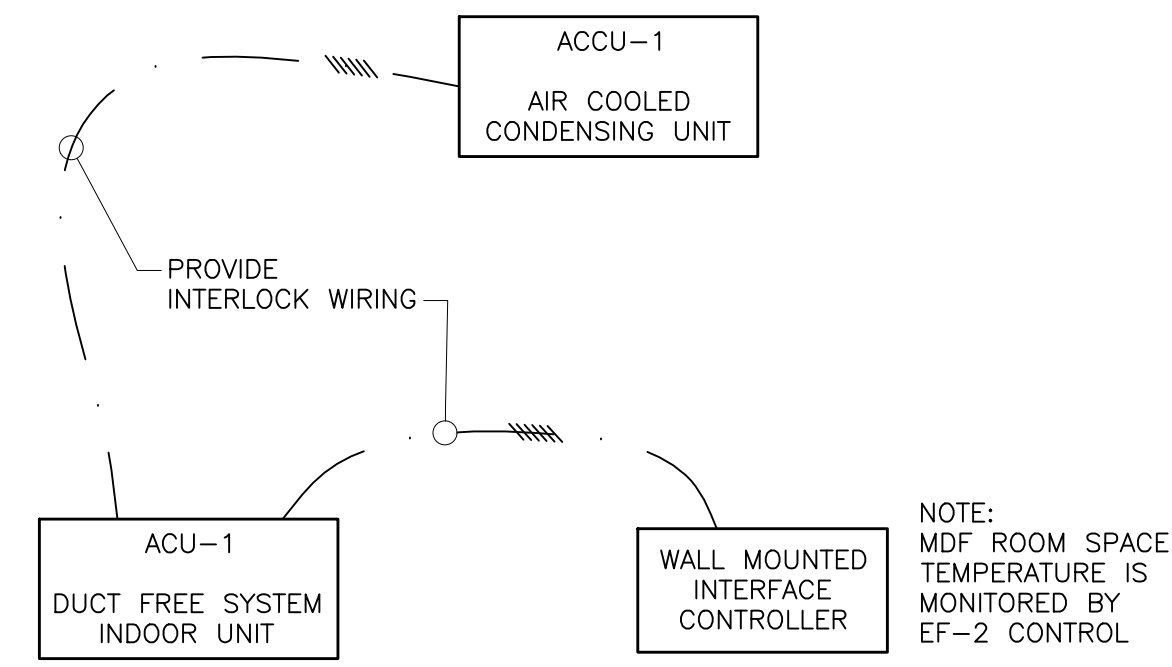 ACCU-1
AIR COOLED
CONDENSING UNIT
PROVIDE
INTERLOCK WIRING
ACU-1
DUCT FREE SYSTEM
INDOOR UNIT
WALL MOUNTED
INTERFACE
CONTROLLER
NOTE:
MDF ROOM SPACE
TEMPERATURE IS
MONITORED BY
EF-2 CONTROL